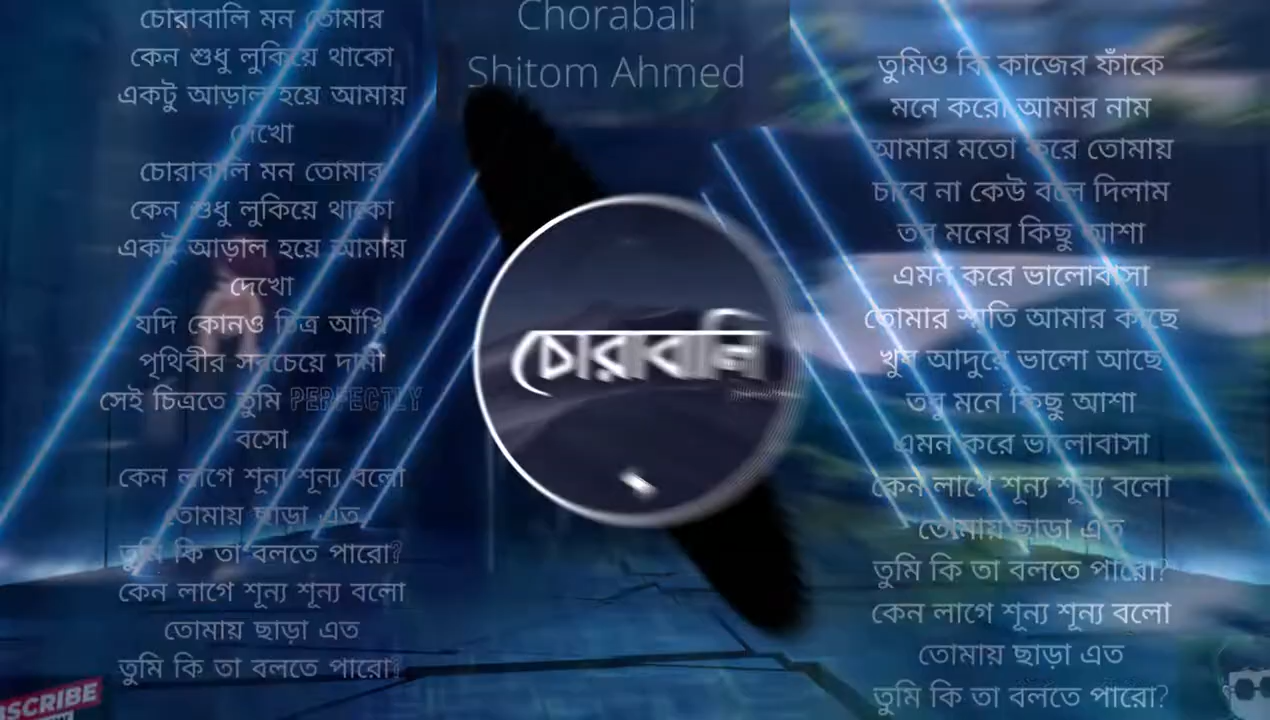 চোরাবালি মন তোমার
কেন শুধু লুকিয়ে থাকো
একটু আড়াল হয়ে আমায়
দেখো
চোরাবালি মন তোমার
কেন শুধু লুকিয়ে থাকো
একটু আড়াল হয়ে আমায়
দেখো
যদি কোনও চিত্র আঁখি
পৃথিবীর সবচেয়ে দামী
সেই চিত্রতে তুমি PERFECTLY
বসো
কেন লাগে শূন্য শূন্য বলো
তোমায় ছাড়া এত
তুমি কি তা বলতে পারো?
কেন লাগে শূন্য শূন্য বলো
তোমায় ছাড়া এত
তুমি কি তা বলতে পারো?
Chorabali
Shitom Ahmed
চোরাবালি
তুমিও কি কাজের ফাঁকে
মনে করো আমার নাম
আমার মতো করে তোমায়
চাবে না কেউ বলে দিলাম
তবু মনের কিছু আশা
এমন করে ভালোবাসা
তোমার স্মৃতি আমার কাছে
খুব আদুরে ভালো আছে
তবু মনে কিছু আশা
এমন করে ভালোবাসা
কেন লাগে শূন্য শূন্য বলো
তোমায় ছাড়া এত
তুমি কি তা বলতে পারো?
কেন লাগে শূন্য শূন্য বলো
তোমায় ছাড়া এত
তুমি কি তা বলতে পারো?